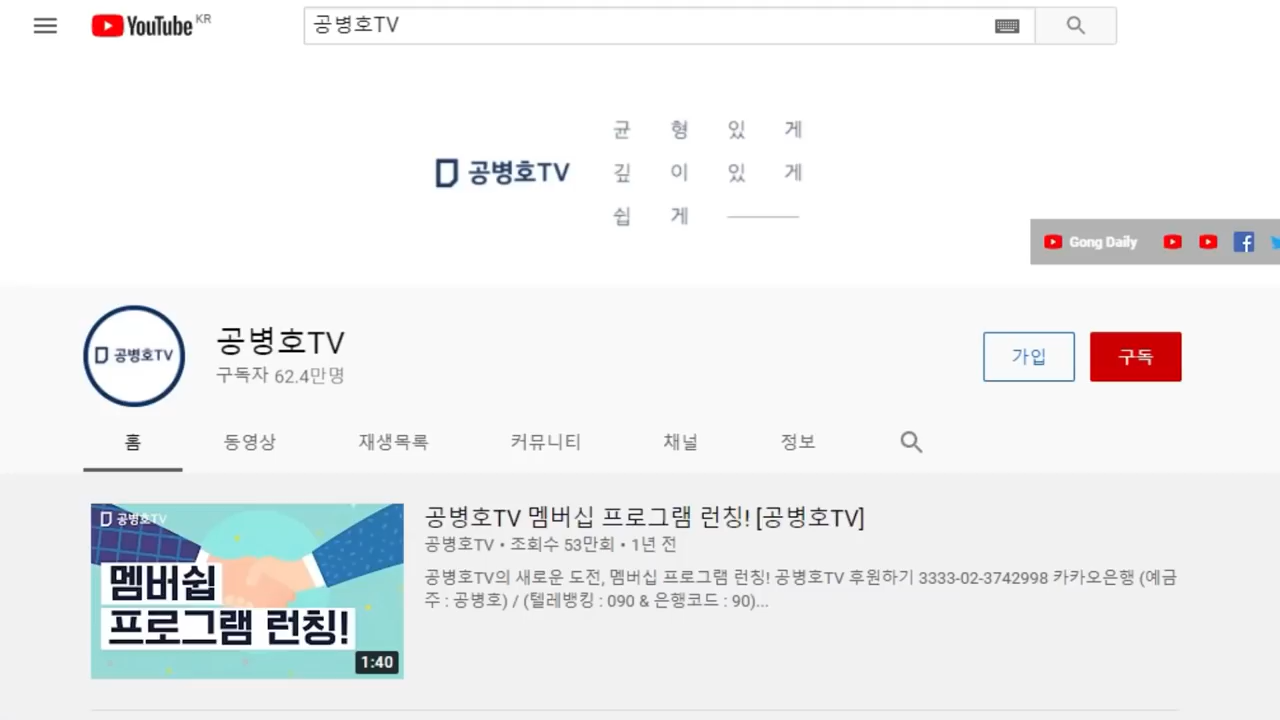 YouTube KR
공병호TV
균 형 있 게
공병호TV
깊 이 있 게
쉽 게
Gong Daily
공병호TV
공병호TV
구독자 62.4만명
가입
구독
홈
동영상
재생목록
커뮤니티
채널
정보
공병호TV
멤버쉽
프로그램 런칭!
1:40
공병호TV 멤버십 프로그램 런칭! [공병호TV]
공병호TV • 조회수 53만회 • 1년 전
공병호TV의 새로운 도전, 멤버십 프로그램 런칭! 공병호TV 후원하기 3333-02-3742998 카카오은행 (예금
주 : 공병호) / (텔레뱅킹 : 090 & 은행코드 : 90)...